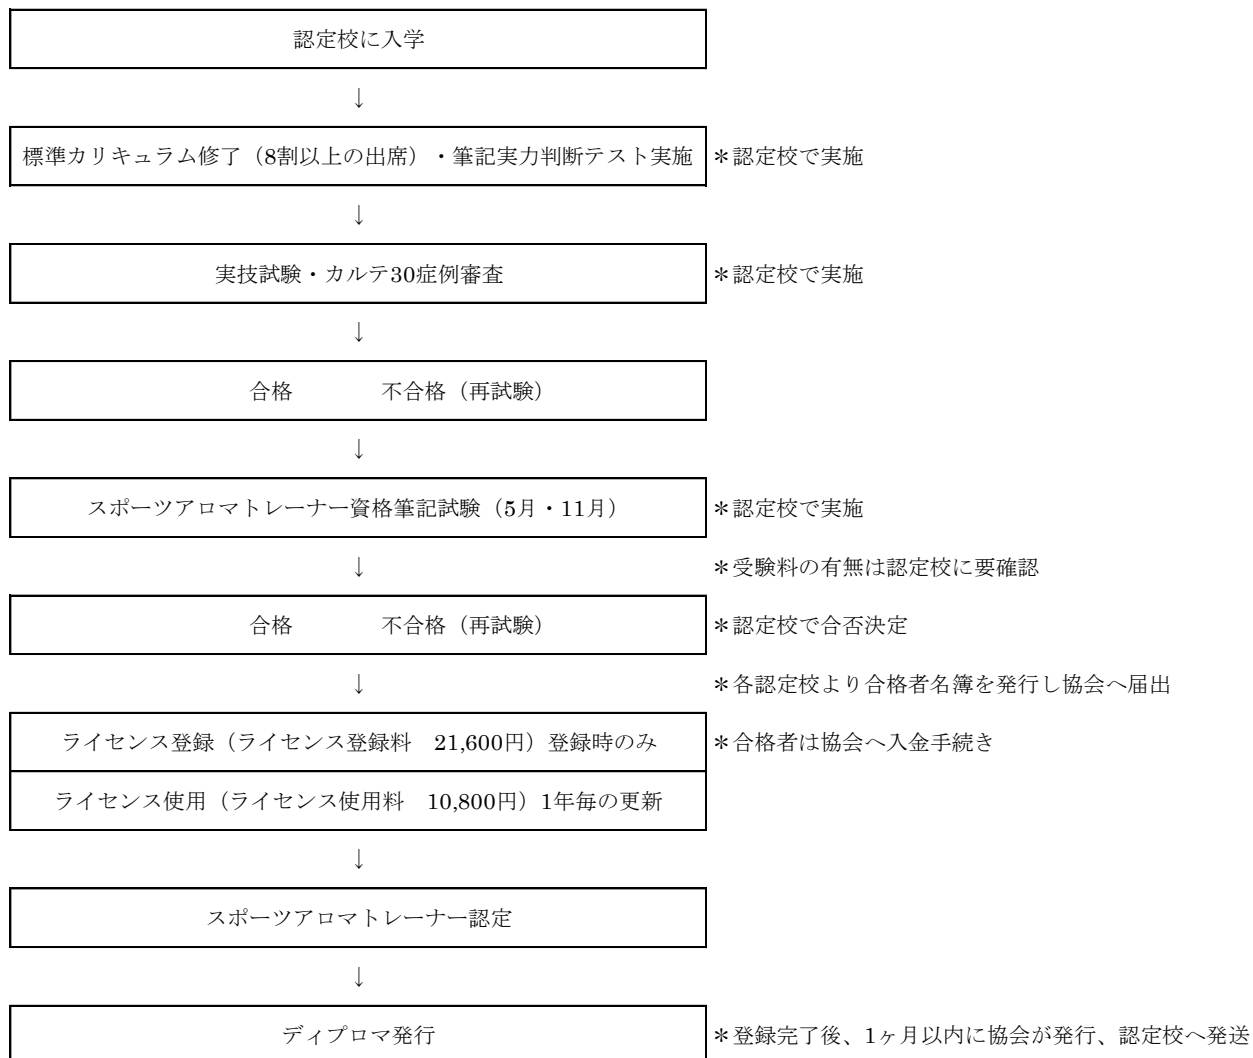 認定校に入学
↓
標準カリキュラム修了（8割以上の出席）・筆記実力判断テスト実施 ＊認定校で実施
↓
実技試験・カルテ30症例審査 ＊認定校で実施
↓
合格　　　　不合格（再試験）
↓
スポーツアロマトレーナー資格筆記試験（5月・11月） ＊認定校で実施
↓ ＊受験料の有無は認定校に要確認
合格　　　　不合格（再試験） ＊認定校で合否決定
↓ ＊各認定校より合格者名簿を発行し協会へ届出
ライセンス登録（ライセンス登録料　21,600円）登録時のみ ＊合格者は協会へ入金手続き
ライセンス使用（ライセンス使用料　10,800円）1年毎の更新
↓
スポーツアロマトレーナー認定
↓
ディプロマ発行 ＊登録完了後、1ヶ月以内に協会が発行、認定校へ発送